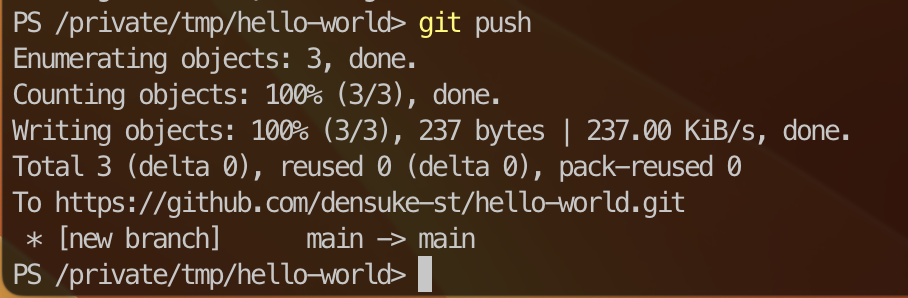 PS /private/tmp/hello-world> git push
Enumerating objects: 3, done.
Counting objects: 100% (3/3), done.
Writing objects: 100% (3/3), 237 bytes | 237.00 KiB/s, done.
Total 3 (delta 0), reused 0 (delta 0), pack-reused 0
To https://github.com/densuke-st/hello-world.git
 * [new branch]      main -> main
PS /private/tmp/hello-world>